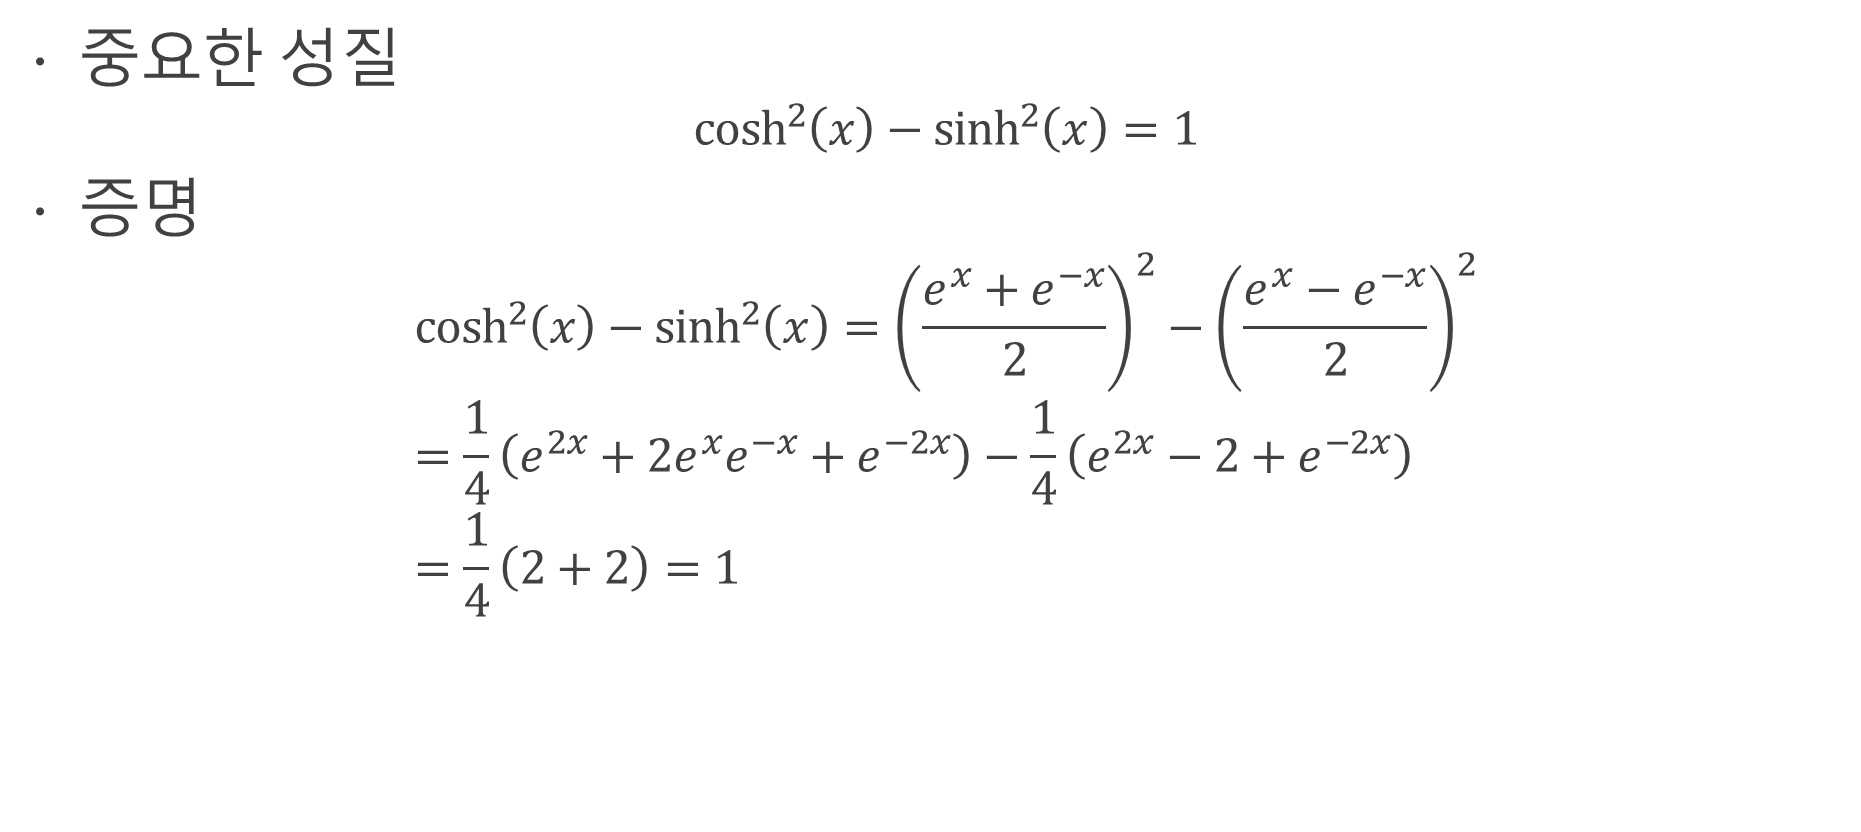 · 중요한 성질
cosh²(x) − sinh²(x) = 1
· 증명
cosh²(x) − sinh²(x) = ((eˣ + e⁻ˣ)/2)² − ((eˣ − e⁻ˣ)/2)²
= 1/4 (e²ˣ + 2eˣe⁻ˣ + e⁻²ˣ) − 1/4 (e²ˣ − 2 + e⁻²ˣ)
= 1/4 (2 + 2) = 1